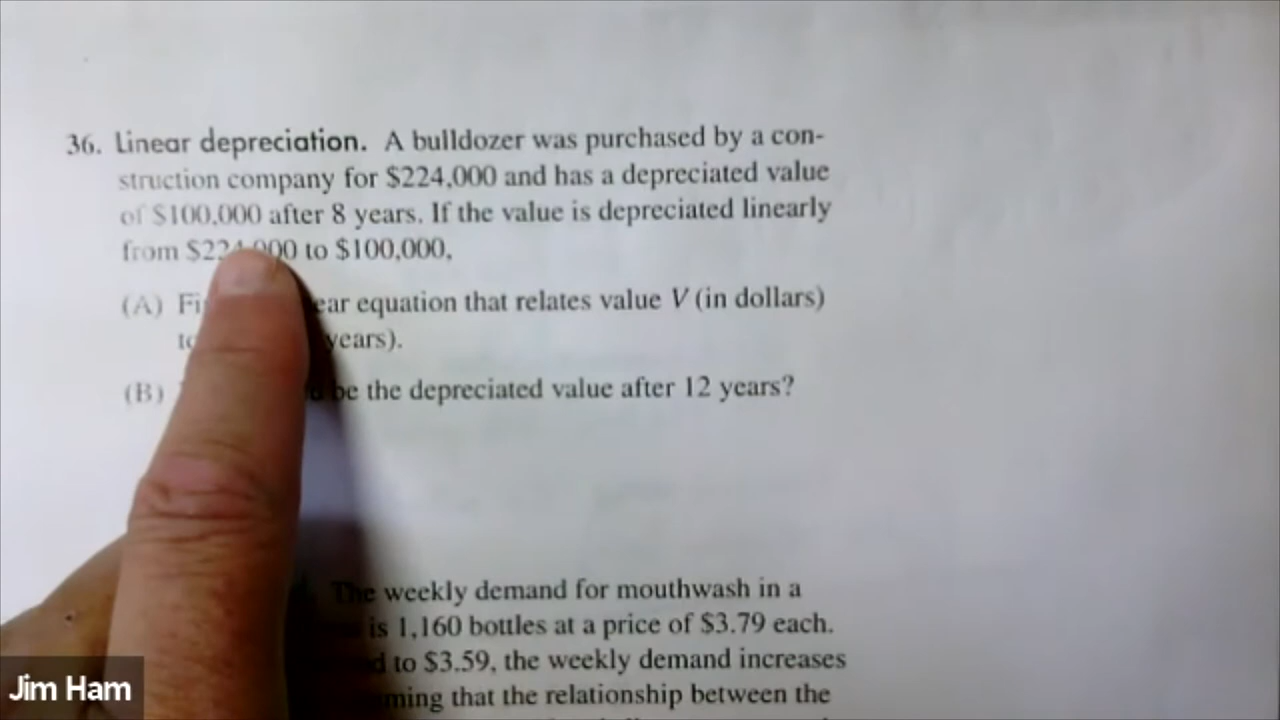 36. Linear depreciation. A bulldozer was purchased by a con-
struction company for $224,000 and has a depreciated value
of $100,000 after 8 years. If the value is depreciated linearly
from $224,000 to $100,000,
(A) ear equation that relates value V (in dollars)
years).
(B) be the depreciated value after 12 years?
The weekly demand for mouthwash in a
is 1,160 bottles at a price of $3.79 each.
to $3.59, the weekly demand increases
ming that the relationship between the
Jim Ham